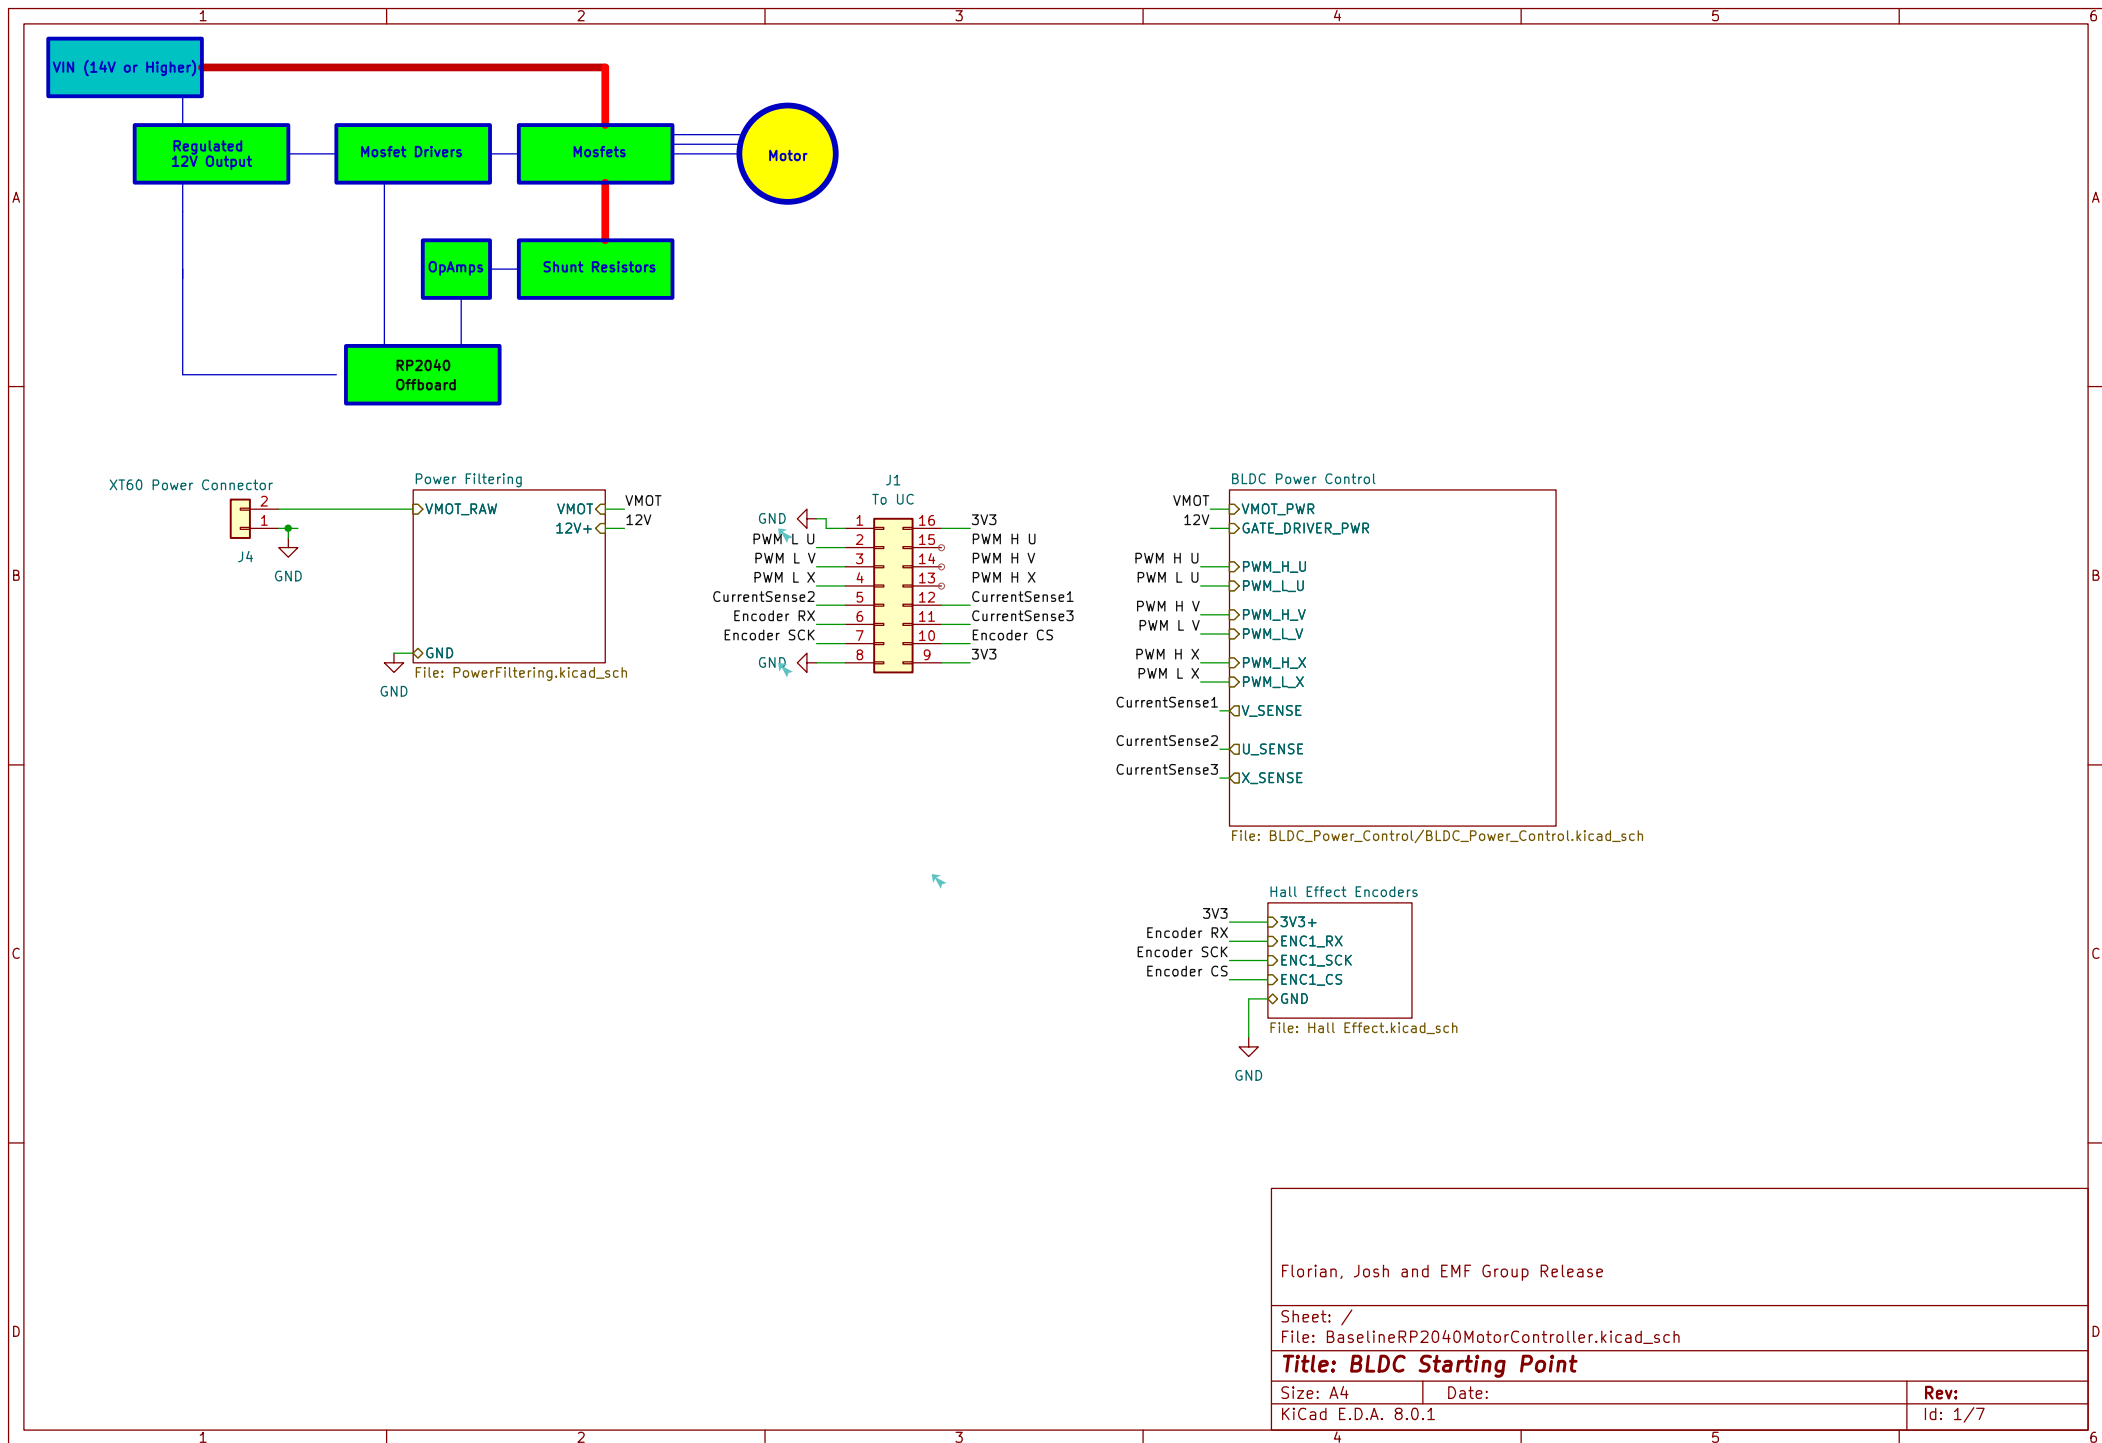 1 2 3 4 5 6
VIN (14V or Higher)
Regulated
12V Output
Mosfet Drivers
Mosfets
Motor
A A
OpAmps
Shunt Resistors
RP2040
Offboard
XT60 Power Connector
2
1
J4
GND
Power Filtering
VMOT_RAW
VMOT
12V+
VMOT
12V
GND
GND
File: PowerFiltering.kicad_sch
J1
To UC
GND 1 16 3V3
PWM L U 2 15 PWM H U
PWM L V 3 14 PWM H V
PWM L X 4 13 PWM H X
CurrentSense2 5 12 CurrentSense1
Encoder RX 6 11 CurrentSense3
Encoder SCK 7 10 Encoder CS
GND 8 9 3V3
BLDC Power Control
VMOT VMOT_PWR
12V GATE_DRIVER_PWR
PWM H U PWM_H_U
PWM L U PWM_L_U
PWM H V PWM_H_V
PWM L V PWM_L_V
PWM H X PWM_H_X
PWM L X PWM_L_X
CurrentSense1 V_SENSE
CurrentSense2 U_SENSE
CurrentSense3 X_SENSE
File: BLDC_Power_Control/BLDC_Power_Control.kicad_sch
B B
Hall Effect Encoders
3V3 3V3+
Encoder RX ENC1_RX
Encoder SCK ENC1_SCK
Encoder CS ENC1_CS
GND
File: Hall Effect.kicad_sch
GND
C C
Florian, Josh and EMF Group Release
Sheet: /
File: BaselineRP2040MotorController.kicad_sch
Title: BLDC Starting Point
Size: A4 Date: Rev:
KiCad E.D.A. 8.0.1 Id: 1/7
D D
1 2 3 4 5 6